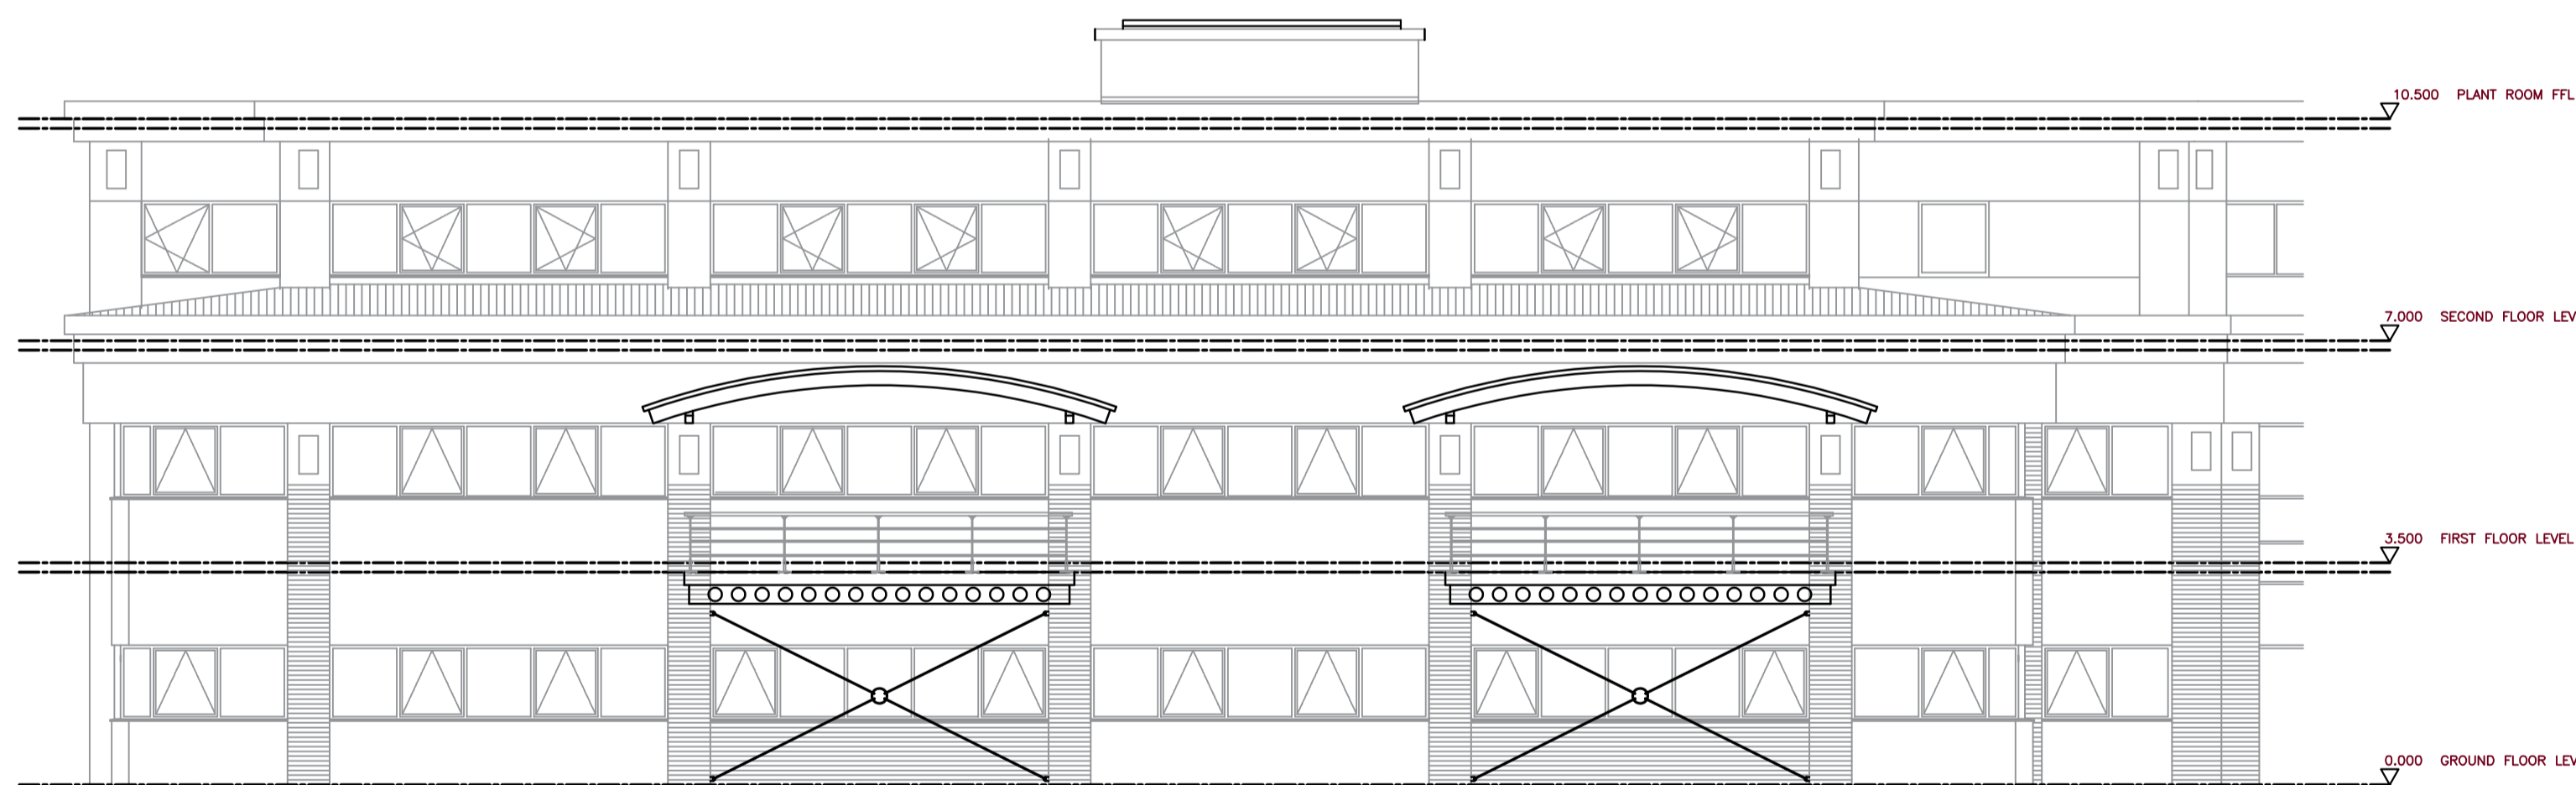 10.500 PLANT ROOM FFL
7.000 SECOND FLOOR LEV
3.500 FIRST FLOOR LEVEL
0.000 GROUND FLOOR LEV